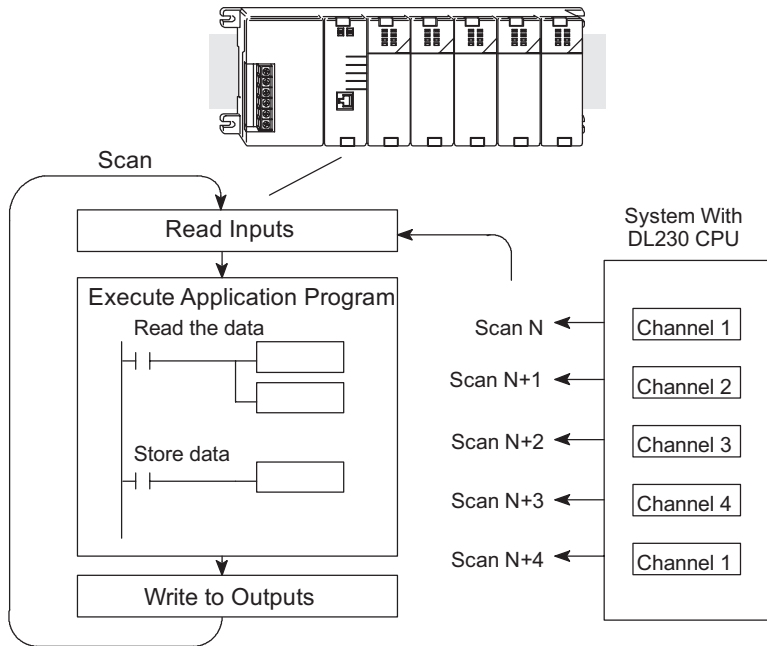 Scan
Read Inputs
Execute Application Program
Read the data
Store data
Write to Outputs
System With
DL230 CPU
Scan N
Channel 1
Scan N+1
Channel 2
Scan N+2
Channel 3
Scan N+3
Channel 4
Scan N+4
Channel 1